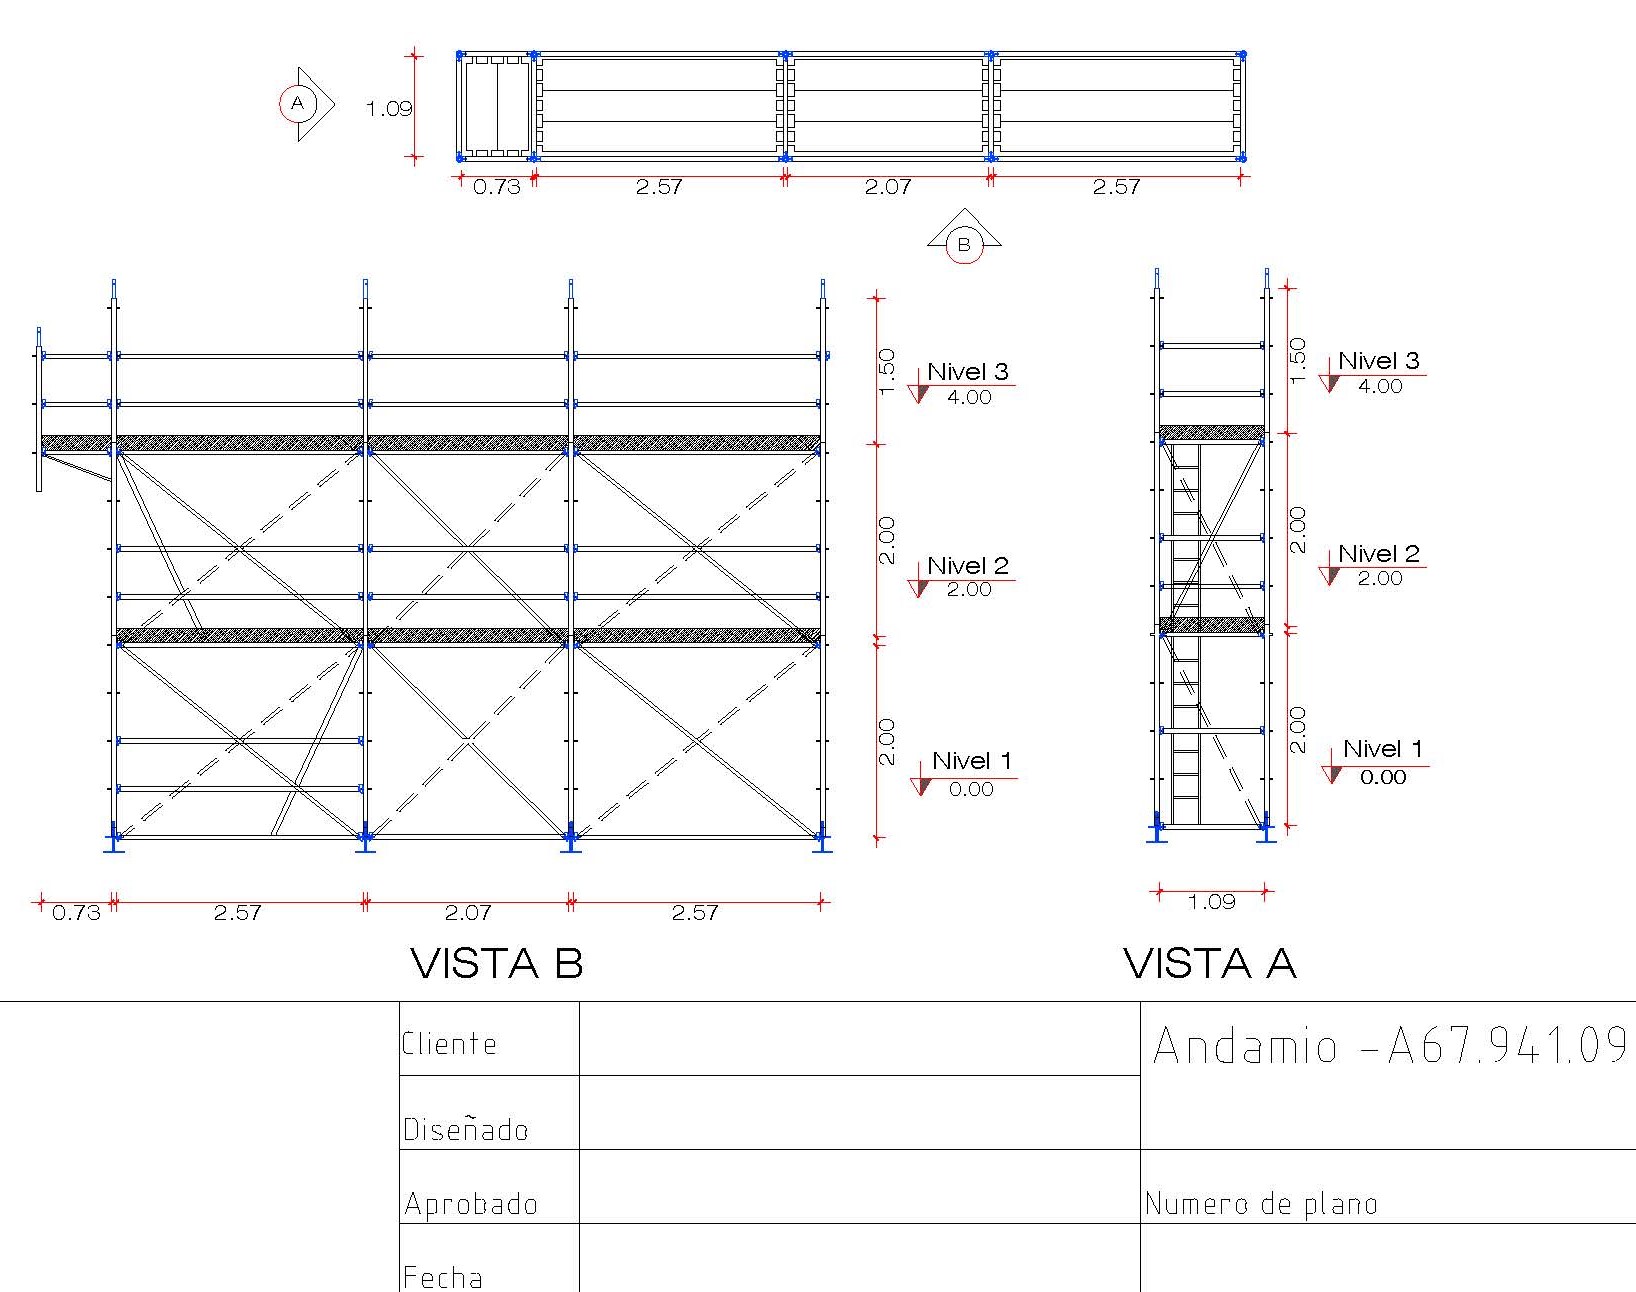 A
1.09
0.73
2.57
2.07
2.57
B
1.50
Nivel 3
4.00
2.00
Nivel 2
2.00
2.00
Nivel 1
0.00
0.73
2.57
2.07
2.57
VISTA B
1.50
Nivel 3
4.00
2.00
Nivel 2
2.00
2.00
Nivel 1
0.00
1.09
VISTA A
Cliente
Andamio -A67.941.09
Diseñado
Aprobado
Numero de plano
Fecha